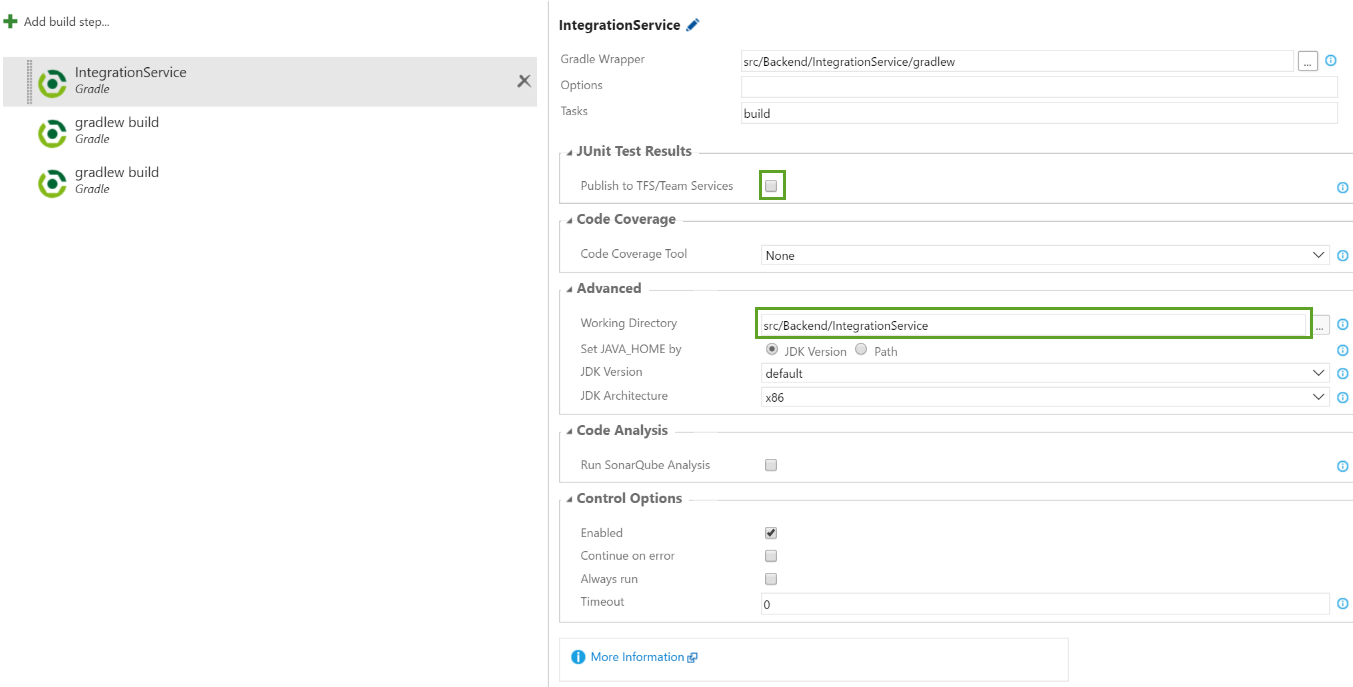 Add build step...
IntegrationService
Gradle
gradlew build
Gradle
gradlew build
Gradle
IntegrationService
Gradle Wrapper src/Backend/IntegrationService/gradlew ...
Options
Tasks build
JUnit Test Results
Publish to TFS/Team Services
Code Coverage
Code Coverage Tool None
Advanced
Working Directory src/Backend/IntegrationService ...
Set JAVA_HOME by JDK Version Path
JDK Version default
JDK Architecture x86
Code Analysis
Run SonarQube Analysis
Control Options
Enabled
Continue on error
Always run
Timeout 0
More Information